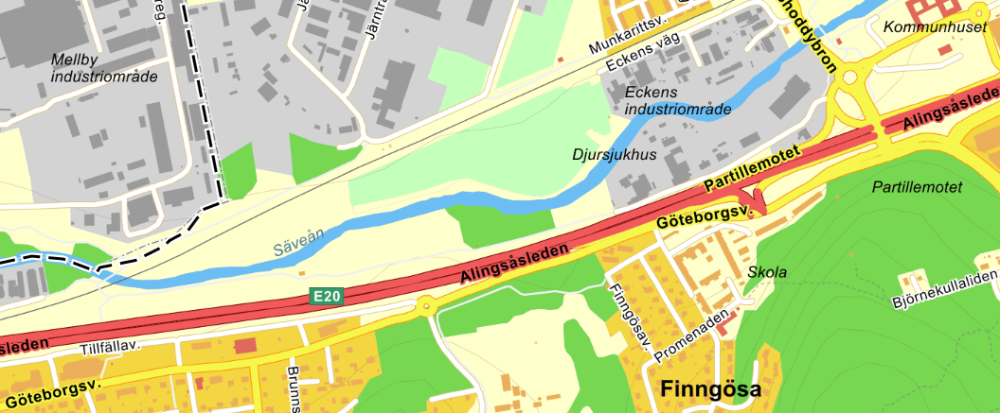 Mellby
industriområde
Munkarittsv.
Eckens väg
Kommunhuset
Eckens
industriområde
Djursjukhus
Alingsåsleden
Partillemotet
Partillemotet
Göteborgsv.
Säveån
Alingsåsleden
E20
Skola
Björnekullaliden
Finngösav.
Promenaden
sleden
Tillfällav.
Göteborgsv.
Brunns
Finngösa